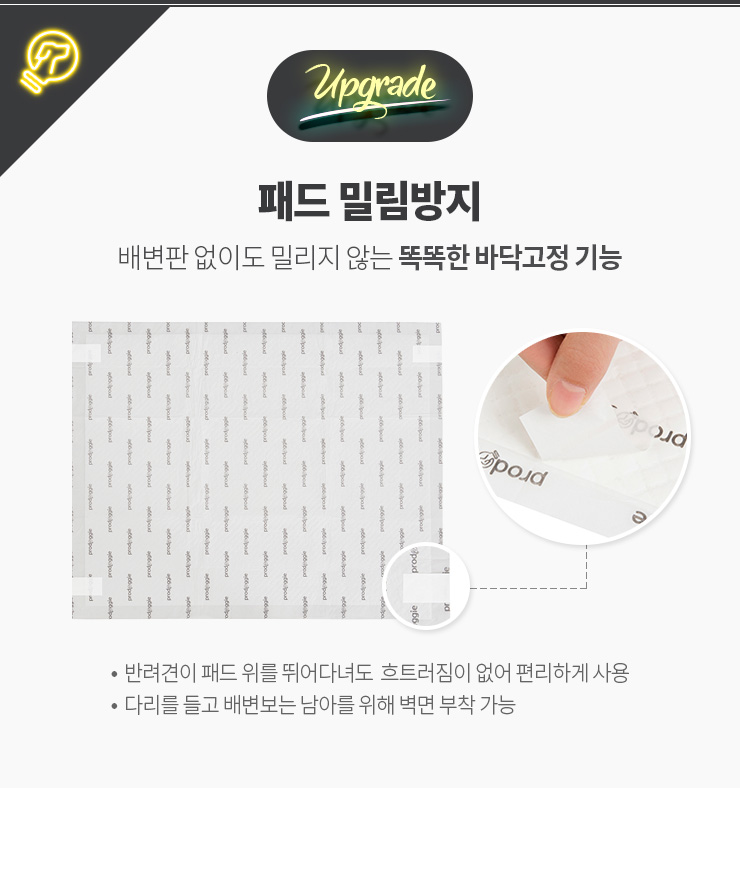 Upgrade
패드 밀림방지
배변판 없이도 밀리지 않는 똑똑한 바닥고정 기능
prodoggie
prodo
prod
e
• 반려견이 패드 위를 뛰어다녀도 흐트러짐이 없어 편리하게 사용
• 다리를 들고 배변보는 남아를 위해 벽면 부착 가능